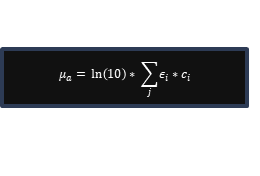 μₐ = ln(10) * ∑ⱼ ϵᵢ * cᵢ